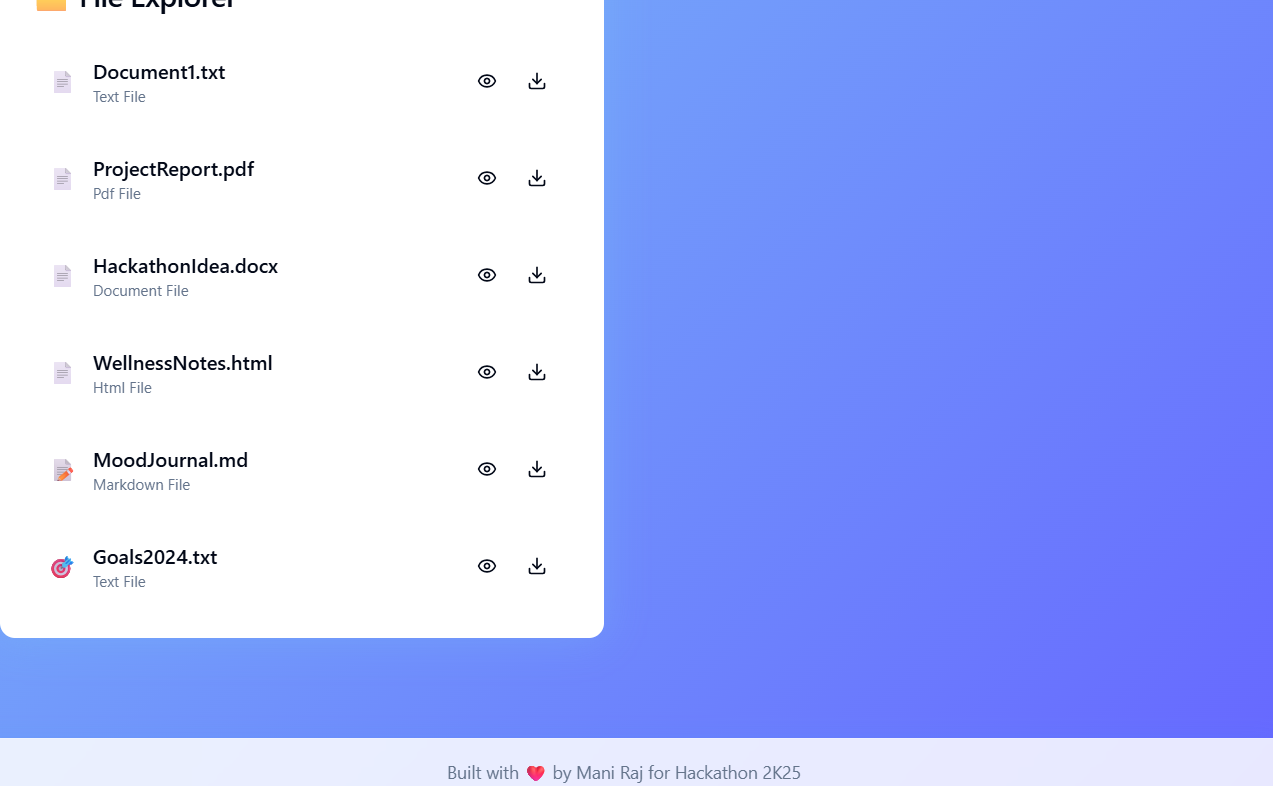 File Explorer
Document1.txt
Text File
ProjectReport.pdf
Pdf File
HackathonIdea.docx
Document File
WellnessNotes.html
Html File
MoodJournal.md
Markdown File
Goals2024.txt
Text File
Built with ❤️ by Mani Raj for Hackathon 2K25